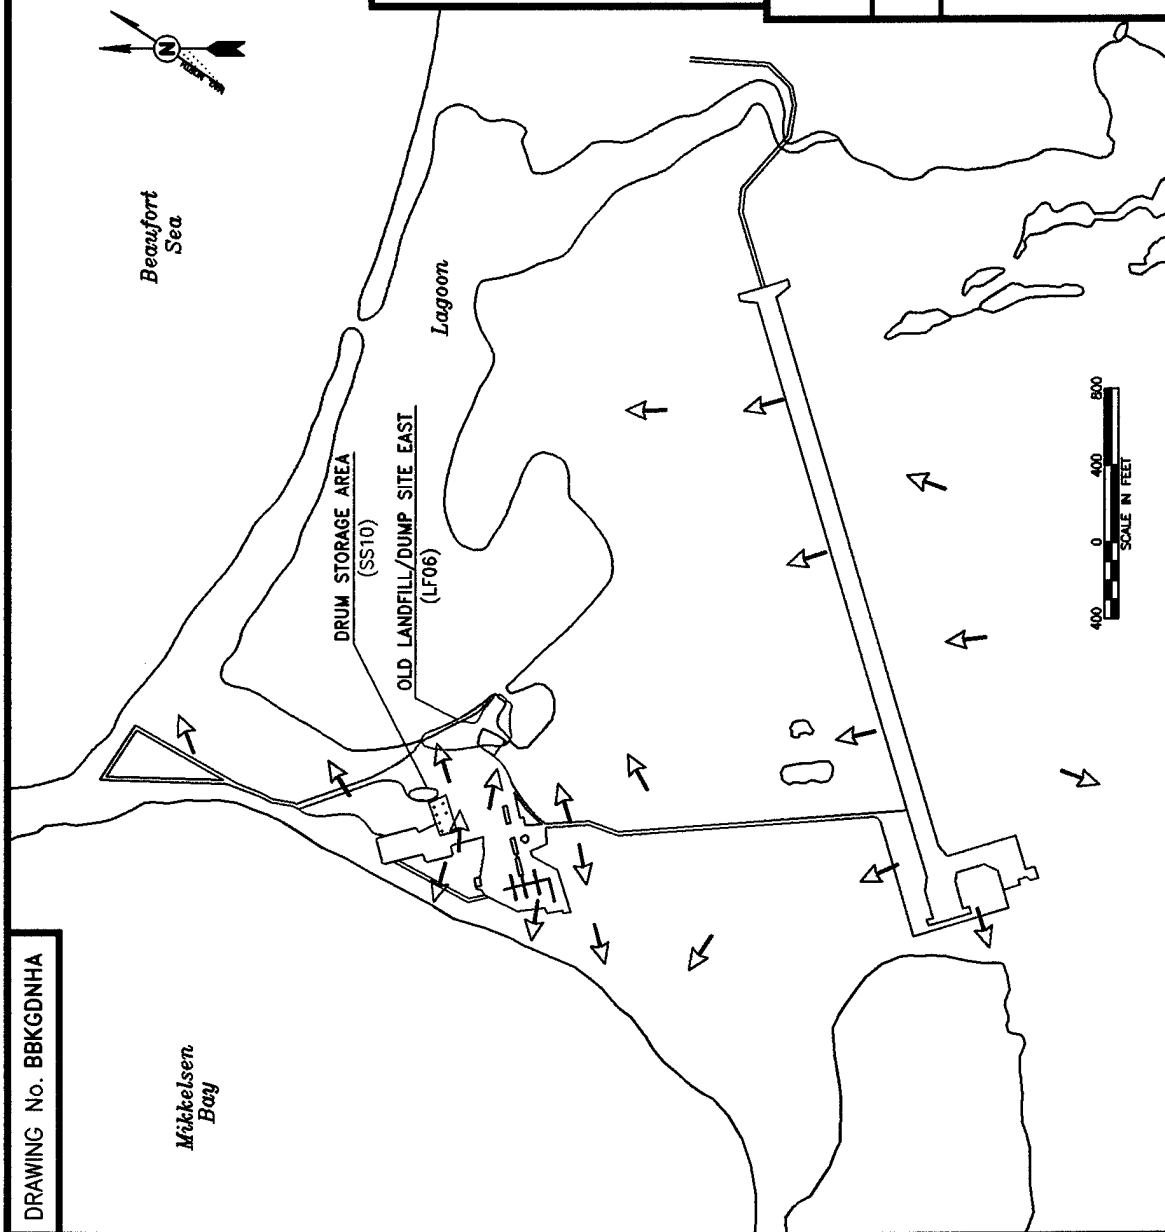 DRAWING No. BBKGDNHA
N
Beaufort
Sea
Mikkelsen
Bay
Lagoon
DRUM STORAGE AREA
(SS10)
OLD LANDFILL/DUMP SITE EAST
(LF06)
400 0 400 800
SCALE IN FEET